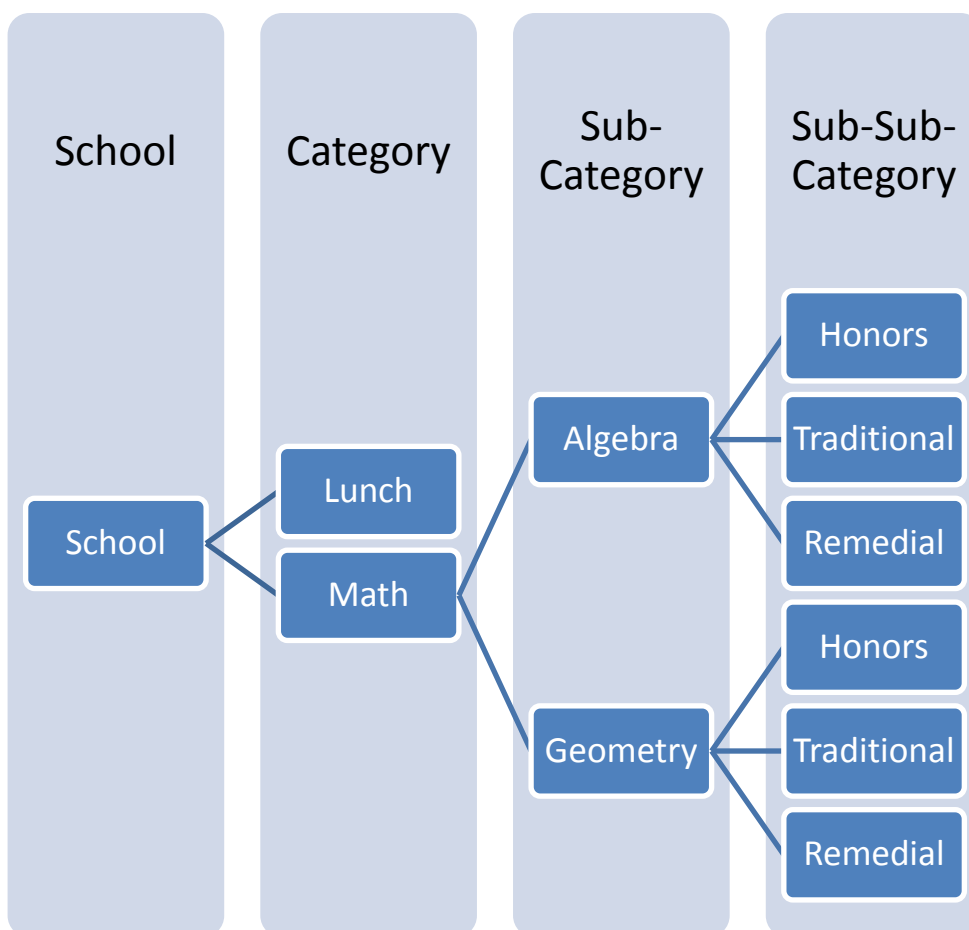 School
Category
Sub-
Category
Sub-Sub-
Category
School
Lunch
Math
Algebra
Geometry
Honors
Traditional
Remedial
Honors
Traditional
Remedial